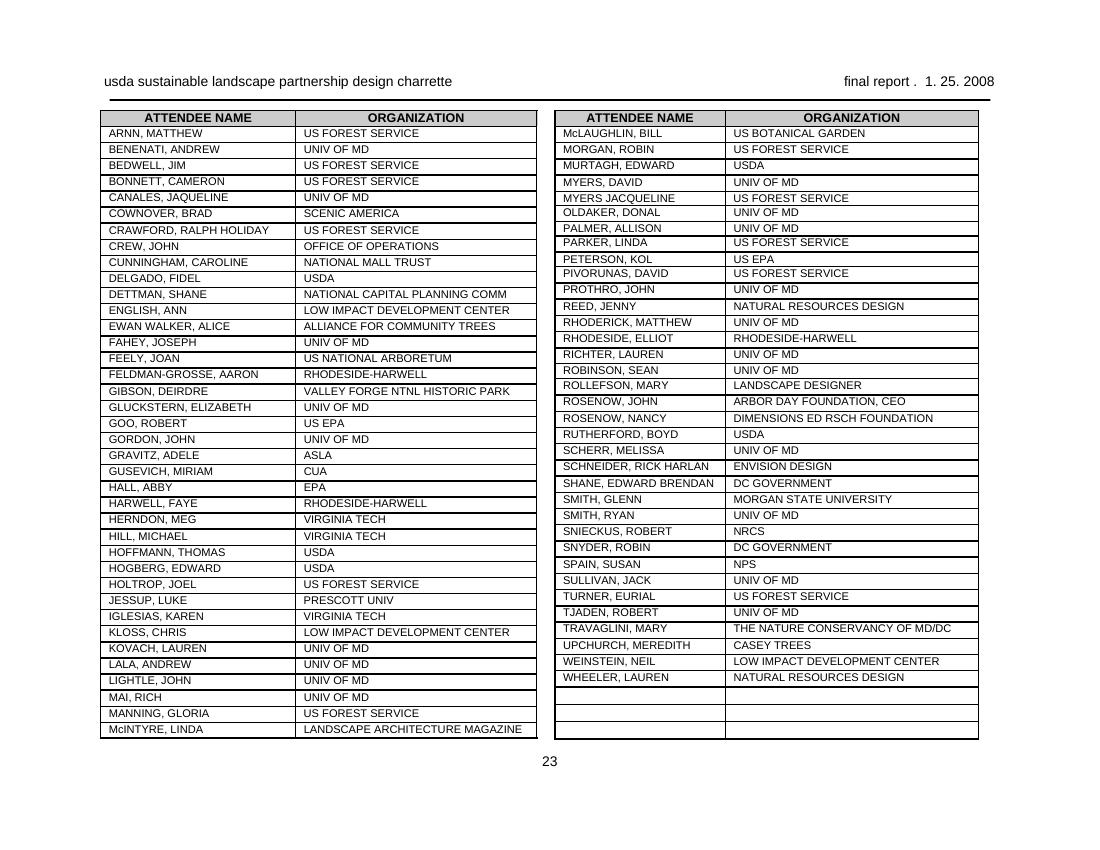 usda sustainable landscape partnership design charrette final report . 1. 25. 2008
ATTENDEE NAME ORGANIZATION
ARNN, MATTHEW US FOREST SERVICE
BENENATI, ANDREW UNIV OF MD
BEDWELL, JIM US FOREST SERVICE
BONNETT, CAMERON US FOREST SERVICE
CANALES, JAQUELINE UNIV OF MD
COWNOVER, BRAD SCENIC AMERICA
CRAWFORD, RALPH HOLIDAY US FOREST SERVICE
CREW, JOHN OFFICE OF OPERATIONS
CUNNINGHAM, CAROLINE NATIONAL MALL TRUST
DELGADO, FIDEL USDA
DETTMAN, SHANE NATIONAL CAPITAL PLANNING COMM
ENGLISH, ANN LOW IMPACT DEVELOPMENT CENTER
EWAN WALKER, ALICE ALLIANCE FOR COMMUNITY TREES
FAHEY, JOSEPH UNIV OF MD
FEELY, JOAN US NATIONAL ARBORETUM
FELDMAN-GROSSE, AARON RHODESIDE-HARWELL
GIBSON, DEIRDRE VALLEY FORGE NTNL HISTORIC PARK
GLUCKSTERN, ELIZABETH UNIV OF MD
GOO, ROBERT US EPA
GORDON, JOHN UNIV OF MD
GRAVITZ, ADELE ASLA
GUSEVICH, MIRIAM CUA
HALL, ABBY EPA
HARWELL, FAYE RHODESIDE-HARWELL
HERNDON, MEG VIRGINIA TECH
HILL, MICHAEL VIRGINIA TECH
HOFFMANN, THOMAS USDA
HOGBERG, EDWARD USDA
HOLTROP, JOEL US FOREST SERVICE
JESSUP, LUKE PRESCOTT UNIV
IGLESIAS, KAREN VIRGINIA TECH
KLOSS, CHRIS LOW IMPACT DEVELOPMENT CENTER
KOVACH, LAUREN UNIV OF MD
LALA, ANDREW UNIV OF MD
LIGHTLE, JOHN UNIV OF MD
MAI, RICH UNIV OF MD
MANNING, GLORIA US FOREST SERVICE
McINTYRE, LINDA LANDSCAPE ARCHITECTURE MAGAZINE
ATTENDEE NAME ORGANIZATION
McLAUGHLIN, BILL US BOTANICAL GARDEN
MORGAN, ROBIN US FOREST SERVICE
MURTAGH, EDWARD USDA
MYERS, DAVID UNIV OF MD
MYERS JACQUELINE US FOREST SERVICE
OLDAKER, DONAL UNIV OF MD
PALMER, ALLISON UNIV OF MD
PARKER, LINDA US FOREST SERVICE
PETERSON, KOL US EPA
PIVORUNAS, DAVID US FOREST SERVICE
PROTHRO, JOHN UNIV OF MD
REED, JENNY NATURAL RESOURCES DESIGN
RHODERICK, MATTHEW UNIV OF MD
RHODESIDE, ELLIOT RHODESIDE-HARWELL
RICHTER, LAUREN UNIV OF MD
ROBINSON, SEAN UNIV OF MD
ROLLEFSON, MARY LANDSCAPE DESIGNER
ROSENOW, JOHN ARBOR DAY FOUNDATION, CEO
ROSENOW, NANCY DIMENSIONS ED RSCH FOUNDATION
RUTHERFORD, BOYD USDA
SCHERR, MELISSA UNIV OF MD
SCHNEIDER, RICK HARLAN ENVISION DESIGN
SHANE, EDWARD BRENDAN DC GOVERNMENT
SMITH, GLENN MORGAN STATE UNIVERSITY
SMITH, RYAN UNIV OF MD
SNIECKUS, ROBERT NRCS
SNYDER, ROBIN DC GOVERNMENT
SPAIN, SUSAN NPS
SULLIVAN, JACK UNIV OF MD
TURNER, EURIAL US FOREST SERVICE
TJADEN, ROBERT UNIV OF MD
TRAVAGLINI, MARY THE NATURE CONSERVANCY OF MD/DC
UPCHURCH, MEREDITH CASEY TREES
WEINSTEIN, NEIL LOW IMPACT DEVELOPMENT CENTER
WHEELER, LAUREN NATURAL RESOURCES DESIGN
23